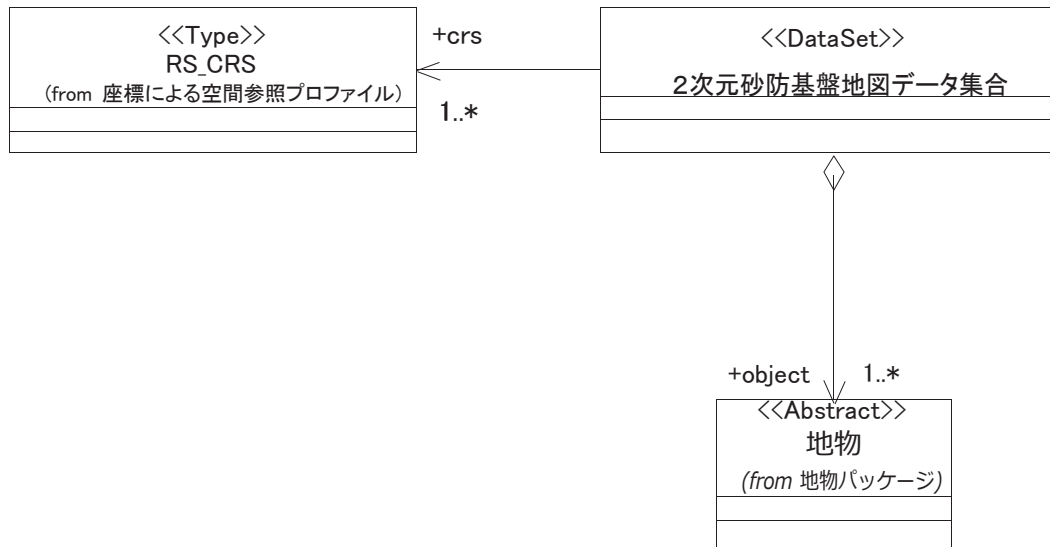 <<Type>>
RS_CRS
(from 座標による空間参照プロファイル)
+crs
1..*
<<DataSet>>
２次元砂防基盤地図データ集合
+object
1..*
<<Abstract>>
地物
(from 地物パッケージ)